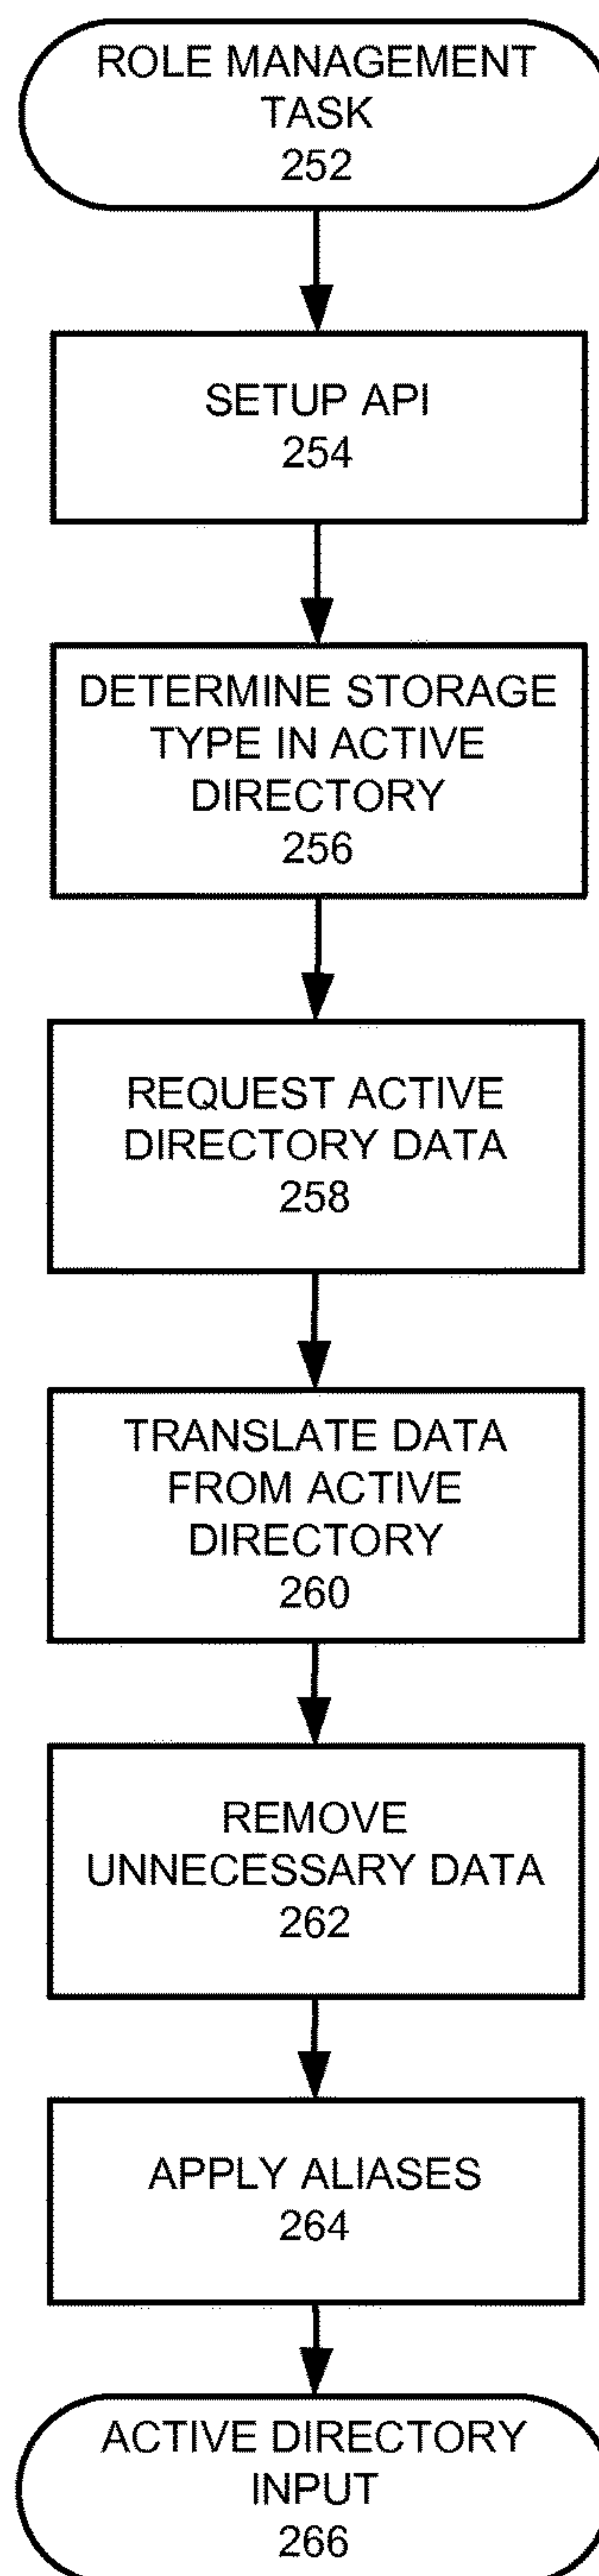 ROLE MANAGEMENT
TASK
252
SETUP API
254
DETERMINE STORAGE
TYPE IN ACTIVE
DIRECTORY
256
REQUEST ACTIVE
DIRECTORY DATA
258
TRANSLATE DATA
FROM ACTIVE
DIRECTORY
260
REMOVE
UNNECESSARY DATA
262
APPLY ALIASES
264
ACTIVE DIRECTORY
INPUT
266